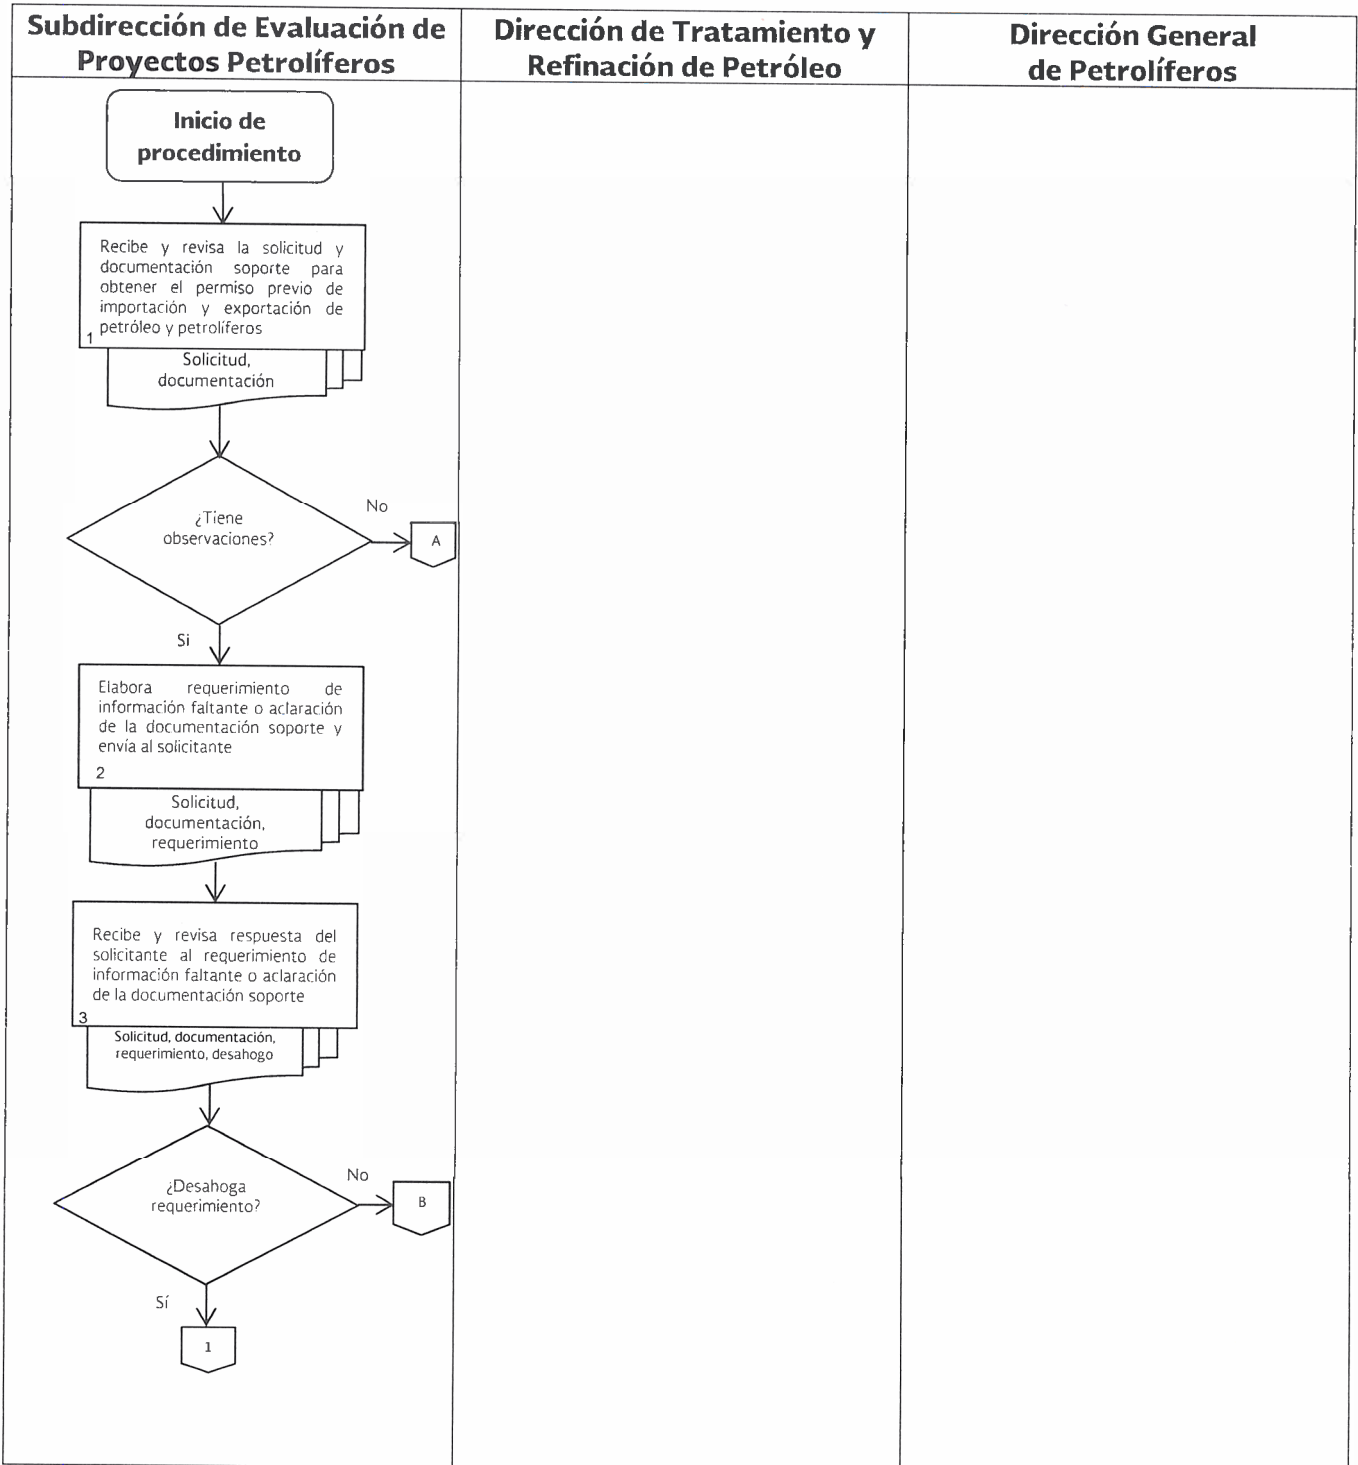 Subdirección de Evaluación de
Proyectos Petrolíferos
Dirección de Tratamiento y
Refinación de Petróleo
Dirección General
de Petrolíferos
Inicio de
procedimiento
Recibe y revisa la solicitud y
documentación soporte para
obtener el permiso previo de
importación y exportación de
petróleo y petrolíferos
1
Solicitud,
documentación
¿Tiene
observaciones?
No
A
Si
Elabora requerimiento de
información faltante o aclaración
de la documentación soporte y
envía al solicitante
2
Solicitud,
documentación,
requerimiento
Recibe y revisa respuesta del
solicitante al requerimiento de
información faltante o aclaración
de la documentación soporte
3
Solicitud, documentación,
requerimiento, desahogo
¿Desahoga
requerimiento?
No
B
Sí
1